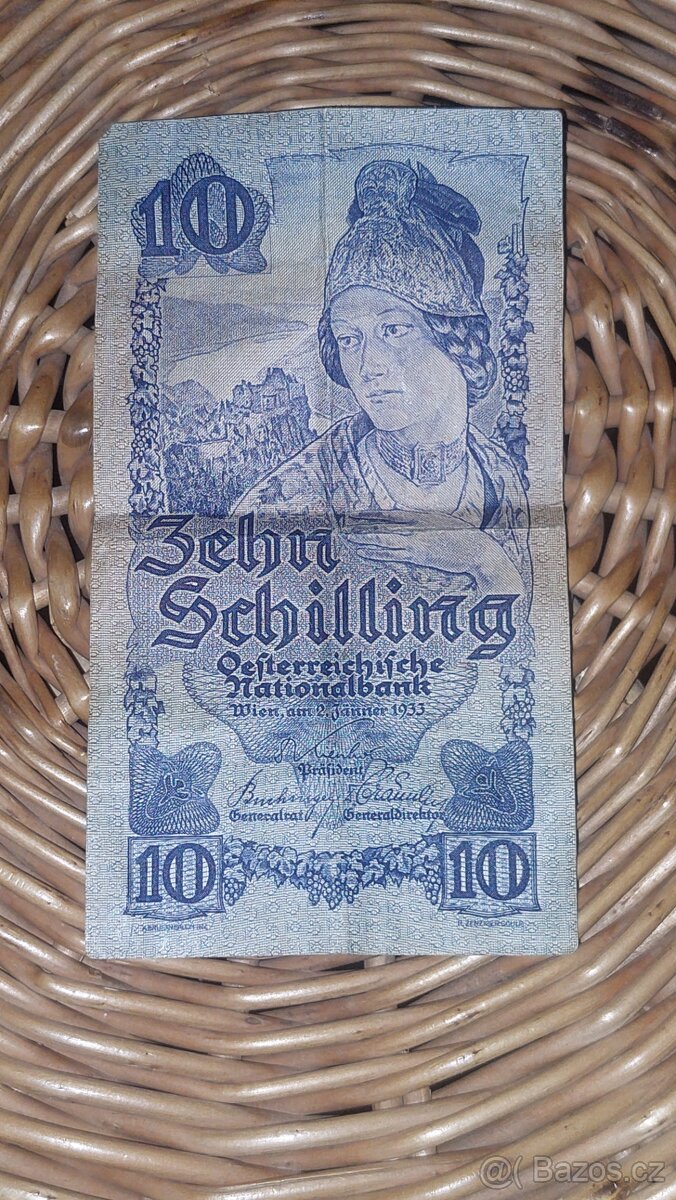 10
Zehn
Schilling
Oesterreichische
Nationalbank
Wien, am 2. Jänner 1933
Präsident
Generalrat Generaldirektor
10 10
@( Bazos.cz